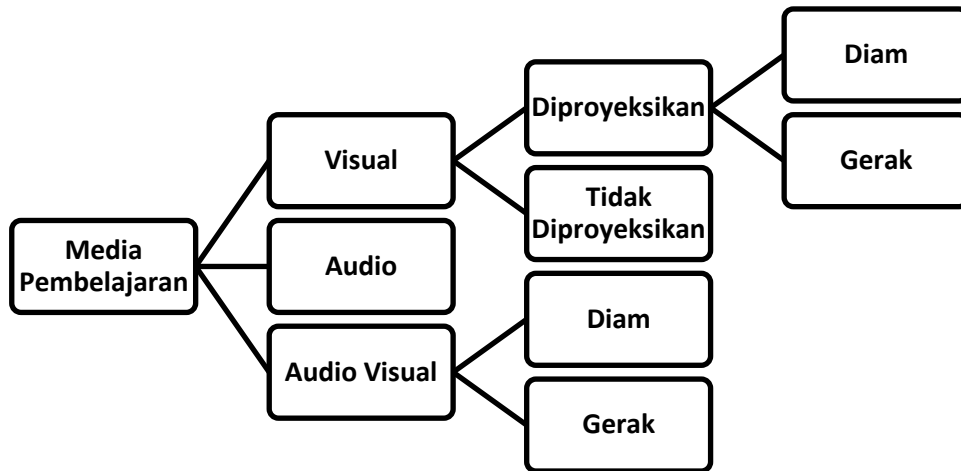 Media
Pembelajaran
Visual
Diproyeksikan
Diam
Gerak
Tidak
Diproyeksikan
Audio
Audio Visual
Diam
Gerak